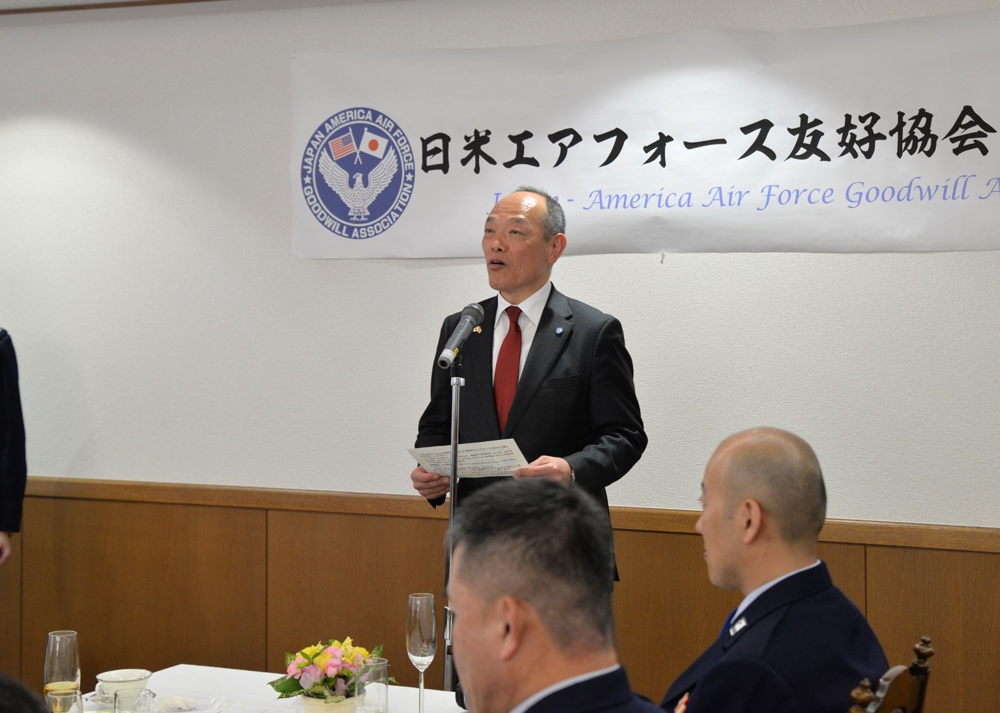 JAPAN AMERICA AIR FORCE
GOODWILL ASSOCIATION
日米エアフォース友好協会
- America Air Force Goodwill A